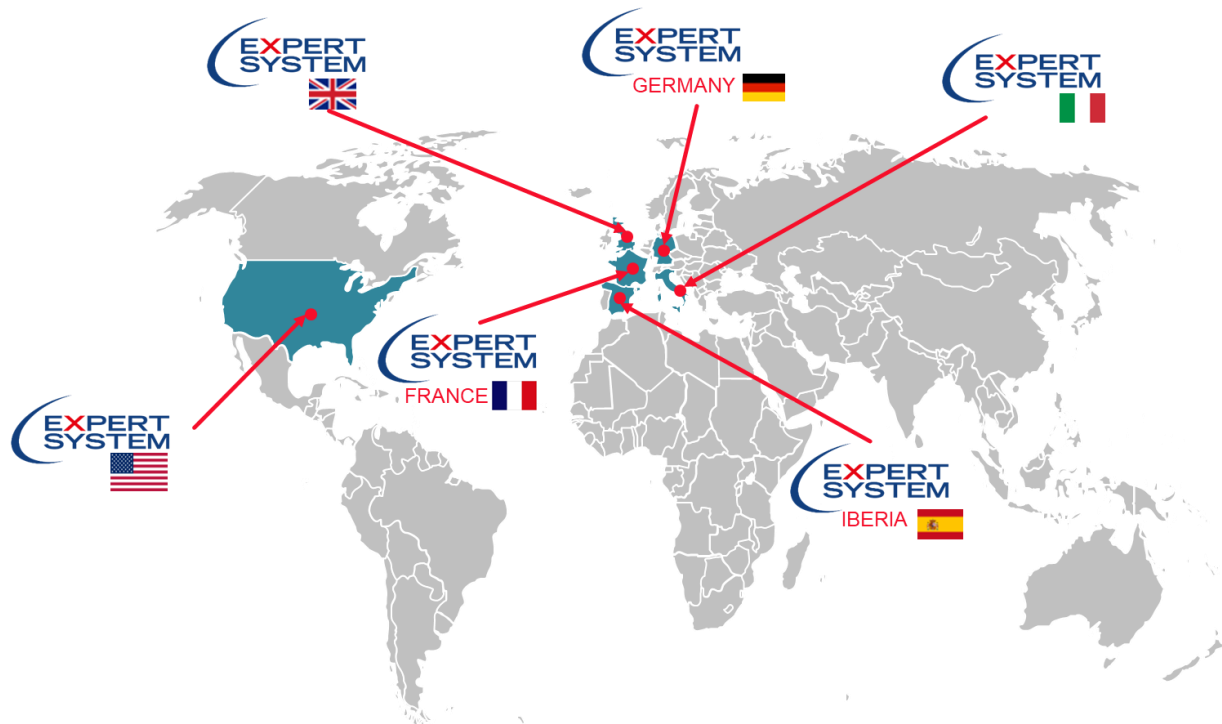 EXPERT
SYSTEM
EXPERT
SYSTEM
GERMANY
EXPERT
SYSTEM
EXPERT
SYSTEM
FRANCE
EXPERT
SYSTEM
EXPERT
SYSTEM
IBERIA